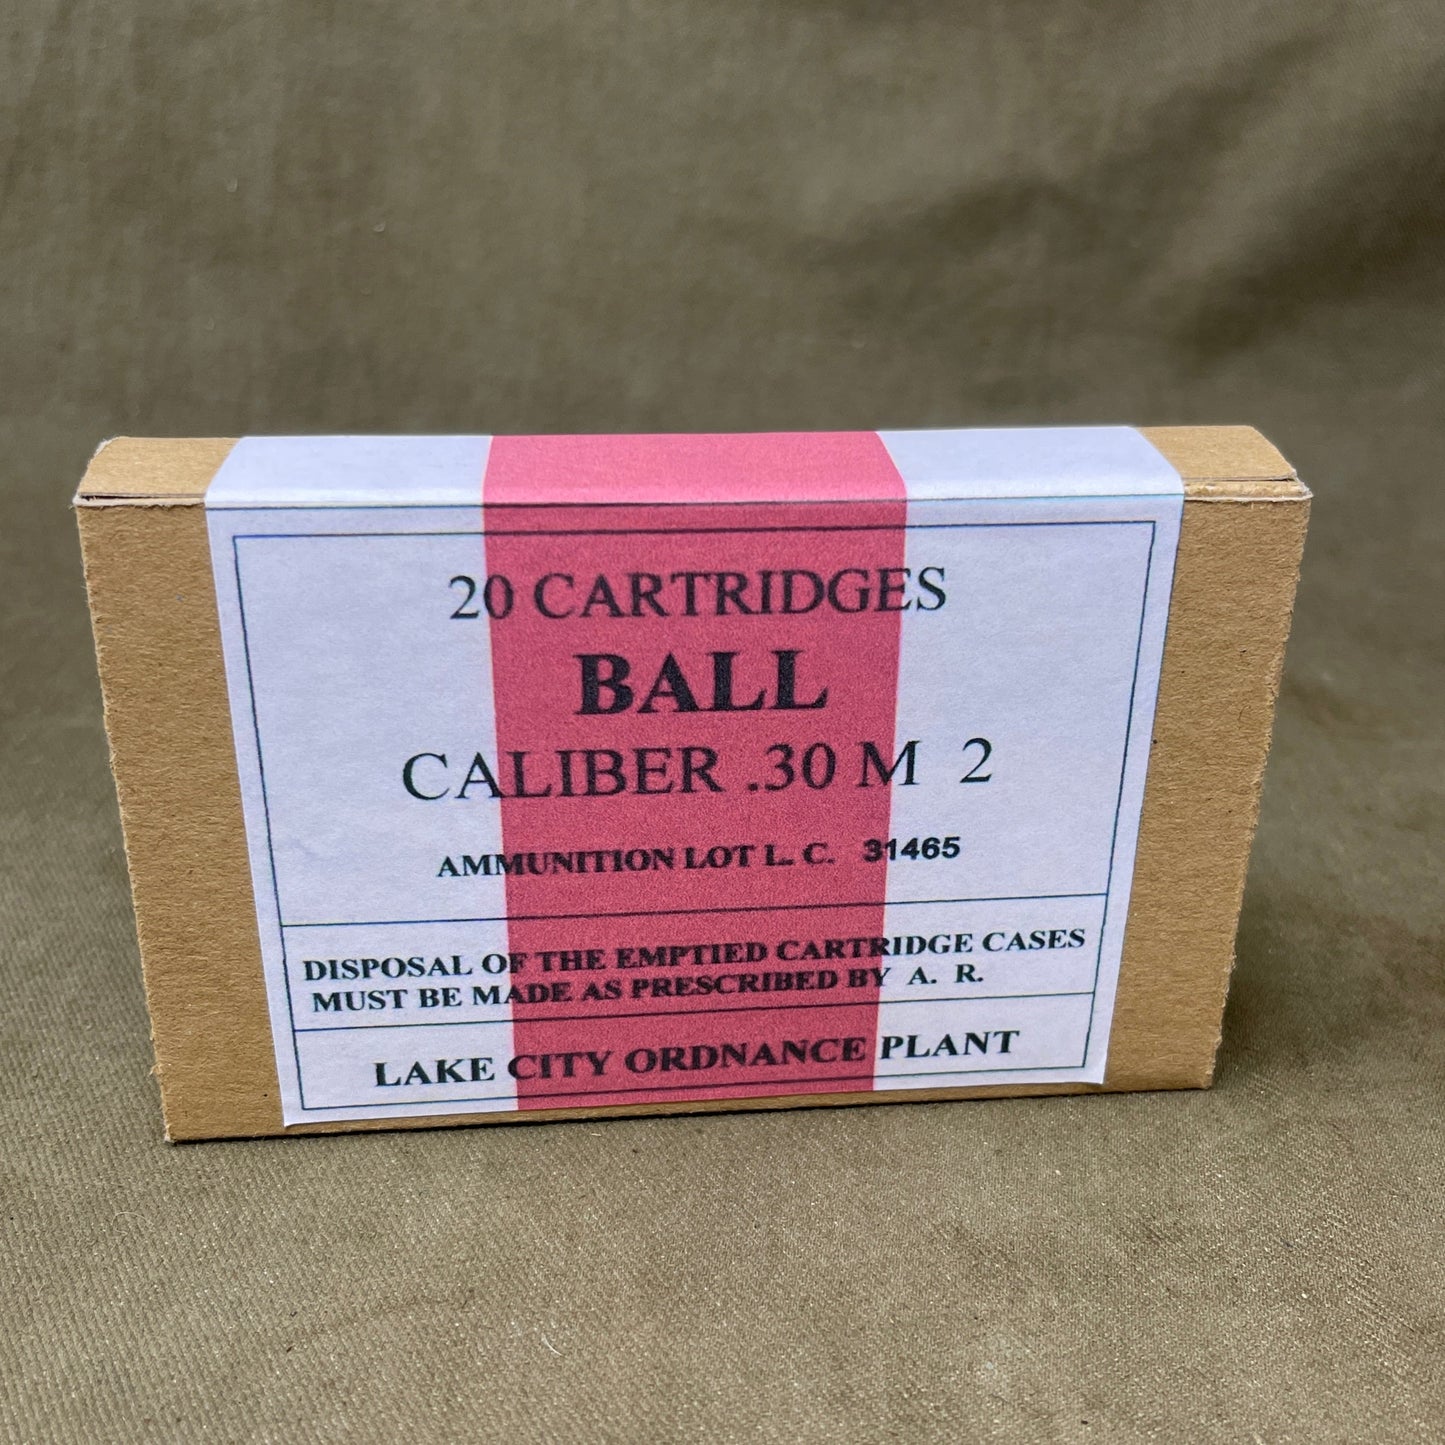 20 CARTRIDGES
BALL
CALIBER .30 M 2
AMMUNITION LOT L. C. 31465
DISPOSAL OF THE EMPTIED CARTRIDGE CASES
MUST BE MADE AS PRESCRIBED BY A. R.
LAKE CITY ORDNANCE PLANT